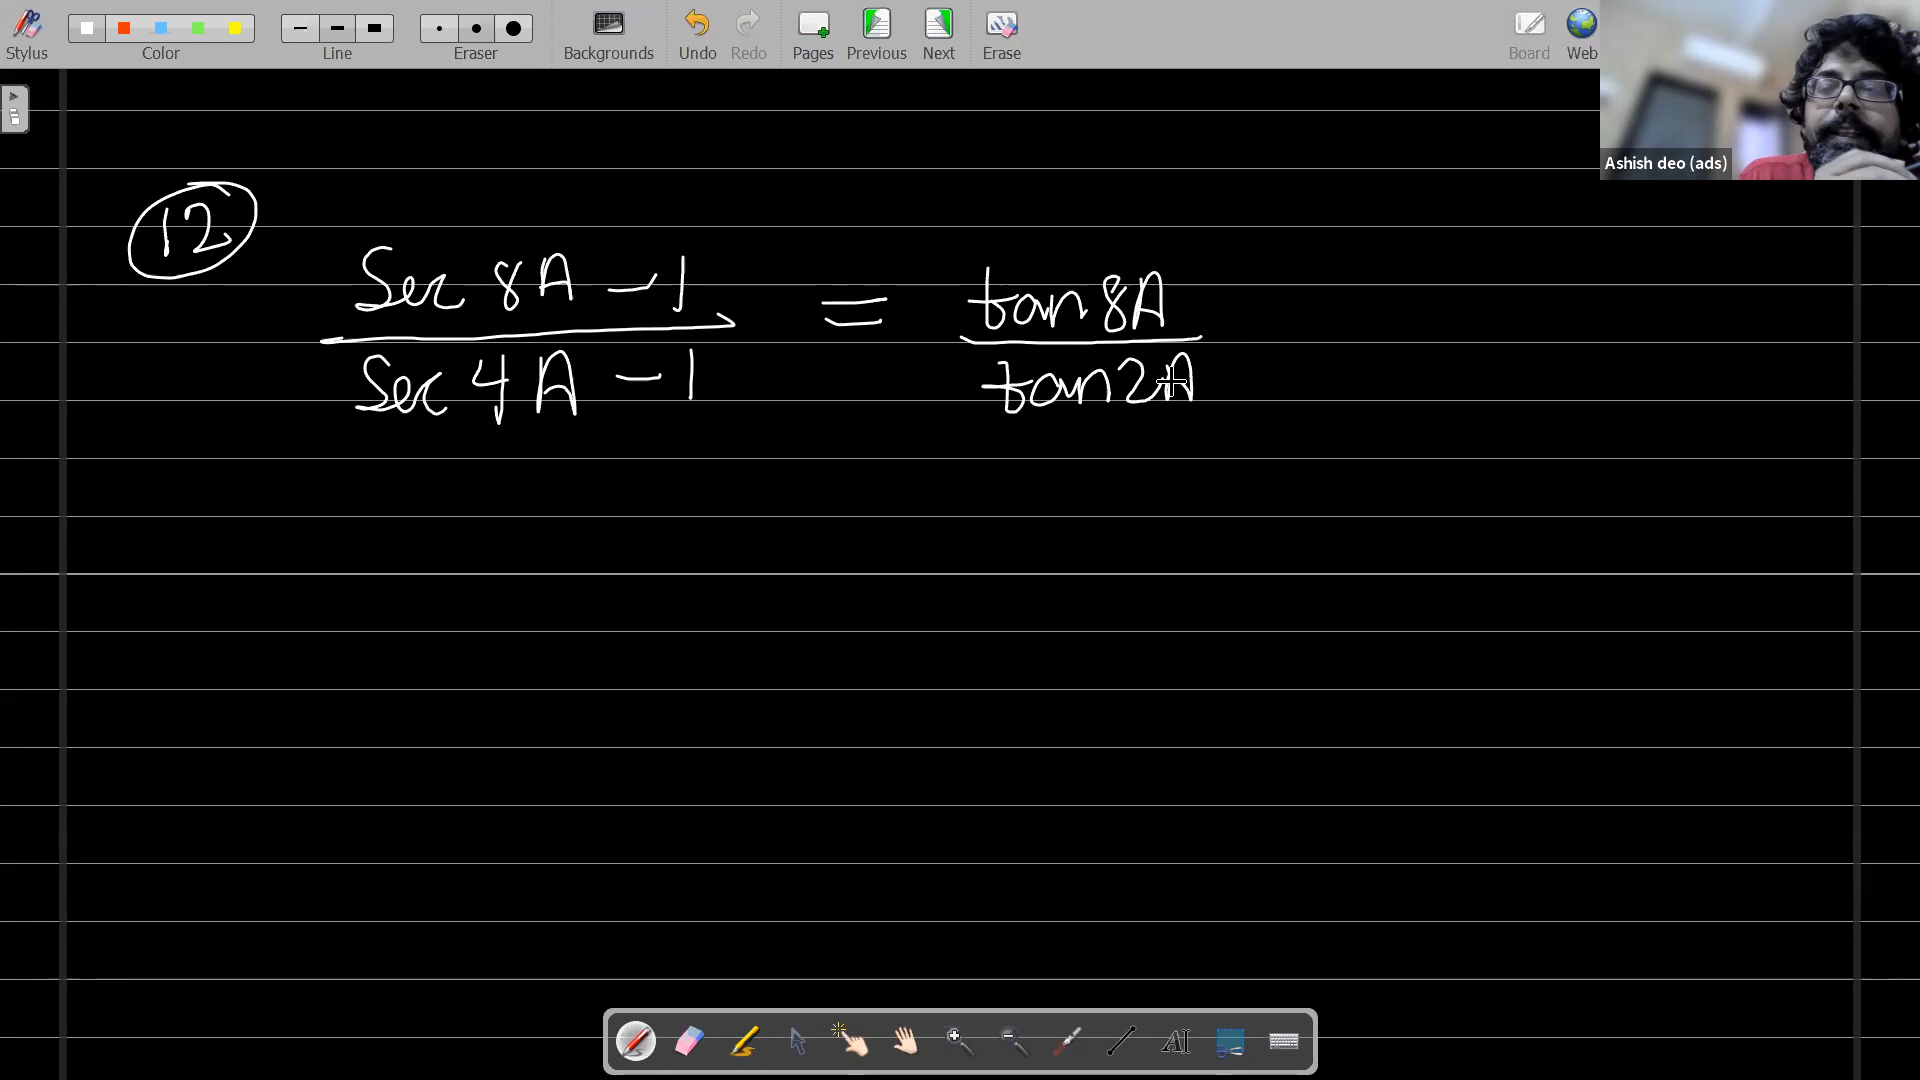 Stylus Color Line Eraser Backgrounds Undo Redo Pages Previous Next Erase Board Web
Ashish deo (ads)
12
Sec 8A - 1 = tan 8A
Sec 4A - 1 tan 2A
AI